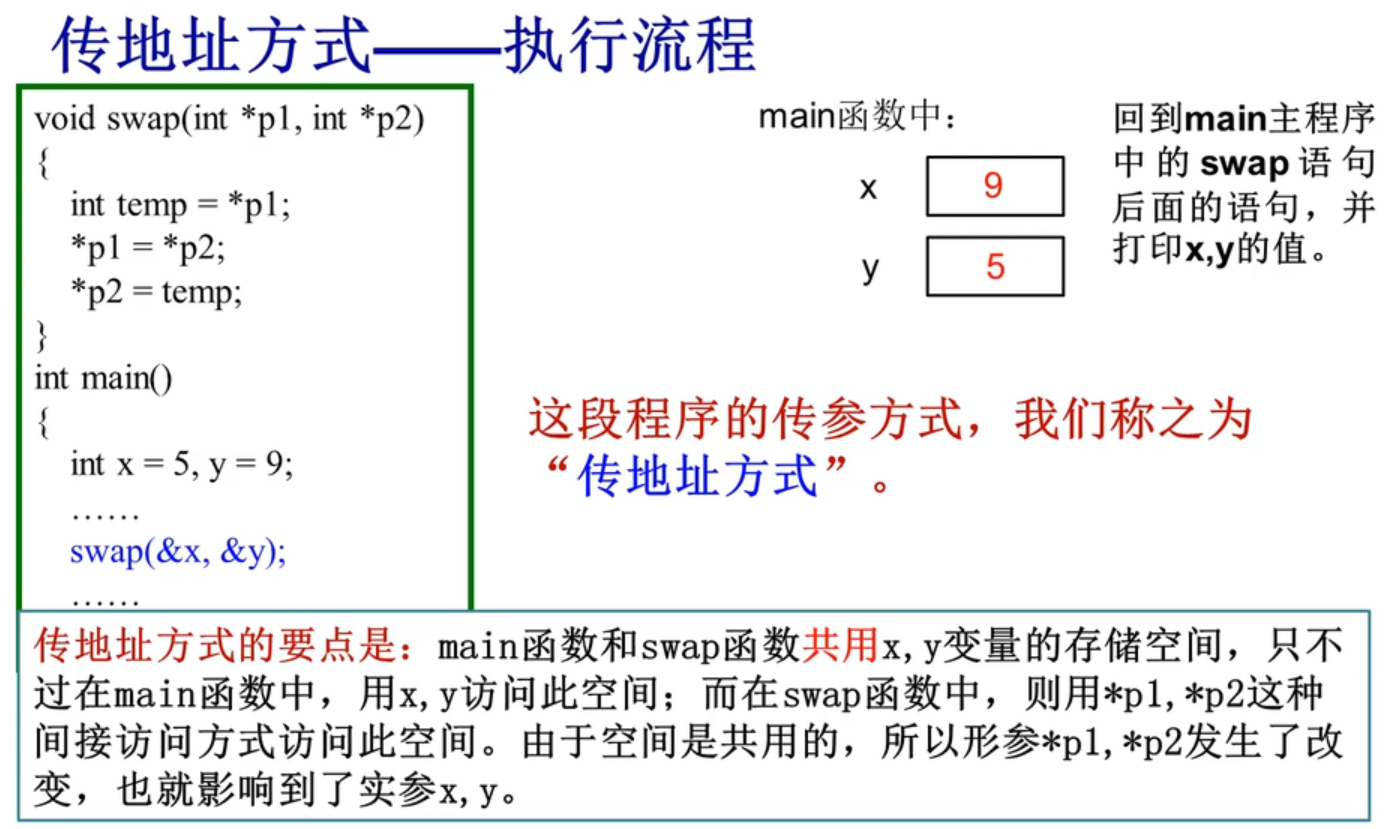 传地址方式——执行流程
void swap(int *p1, int *p2)
{
int temp = *p1;
*p1 = *p2;
*p2 = temp;
}
int main()
{
int x = 5, y = 9;
……
swap(&x, &y);
……
main函数中：
x 9
y 5
回到main主程序
中的swap语句
后面的语句，并
打印x,y的值。
这段程序的传参方式，我们称之为
“传地址方式”。
传地址方式的要点是：main函数和swap函数共用x,y变量的存储空间，只不
过在main函数中，用x,y访问此空间；而在swap函数中，则用*p1,*p2这种
间接访问方式访问此空间。由于空间是共用的，所以形参*p1,*p2发生了改
变，也就影响到了实参x,y。